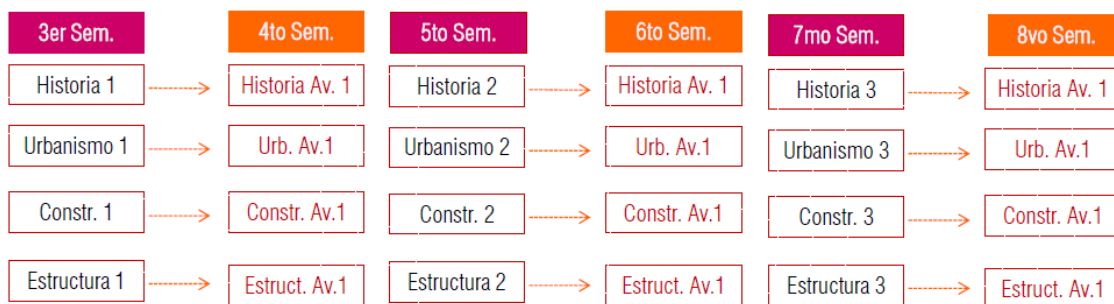 3er Sem. 4to Sem. 5to Sem. 6to Sem. 7mo Sem. 8vo Sem.
Historia 1 Historia Av. 1 Historia 2 Historia Av. 1 Historia 3 Historia Av. 1
Urbanismo 1 Urb. Av.1 Urbanismo 2 Urb. Av.1 Urbanismo 3 Urb. Av.1
Constr. 1 Constr. Av.1 Constr. 2 Constr. Av.1 Constr. 3 Constr. Av.1
Estructura 1 Estruct. Av.1 Estructura 2 Estruct. Av.1 Estructura 3 Estruct. Av.1